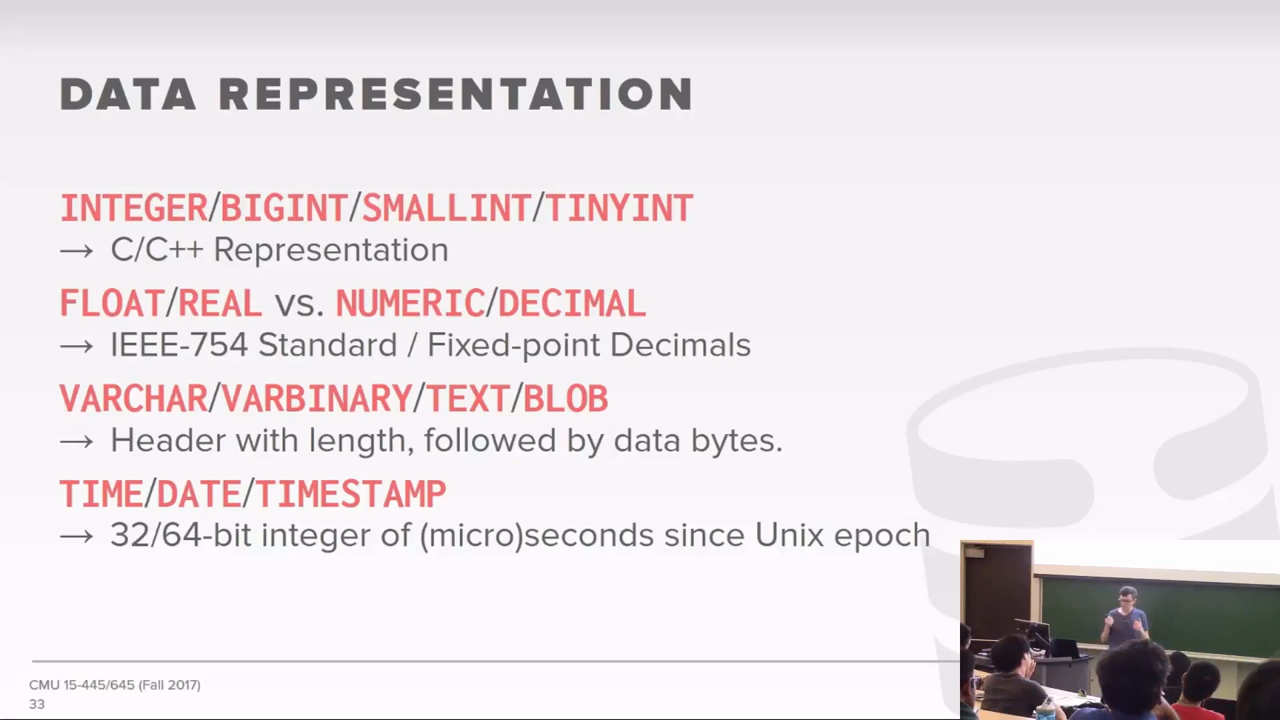 DATA REPRESENTATION
INTEGER/BIGINT/SMALLINT/TINYINT
→ C/C++ Representation
FLOAT/REAL vs. NUMERIC/DECIMAL
→ IEEE-754 Standard / Fixed-point Decimals
VARCHAR/VARBINARY/TEXT/BLOB
→ Header with length, followed by data bytes.
TIME/DATE/TIMESTAMP
→ 32/64-bit integer of (micro)seconds since Unix epoch
CMU 15-445/645 (Fall 2017)
33